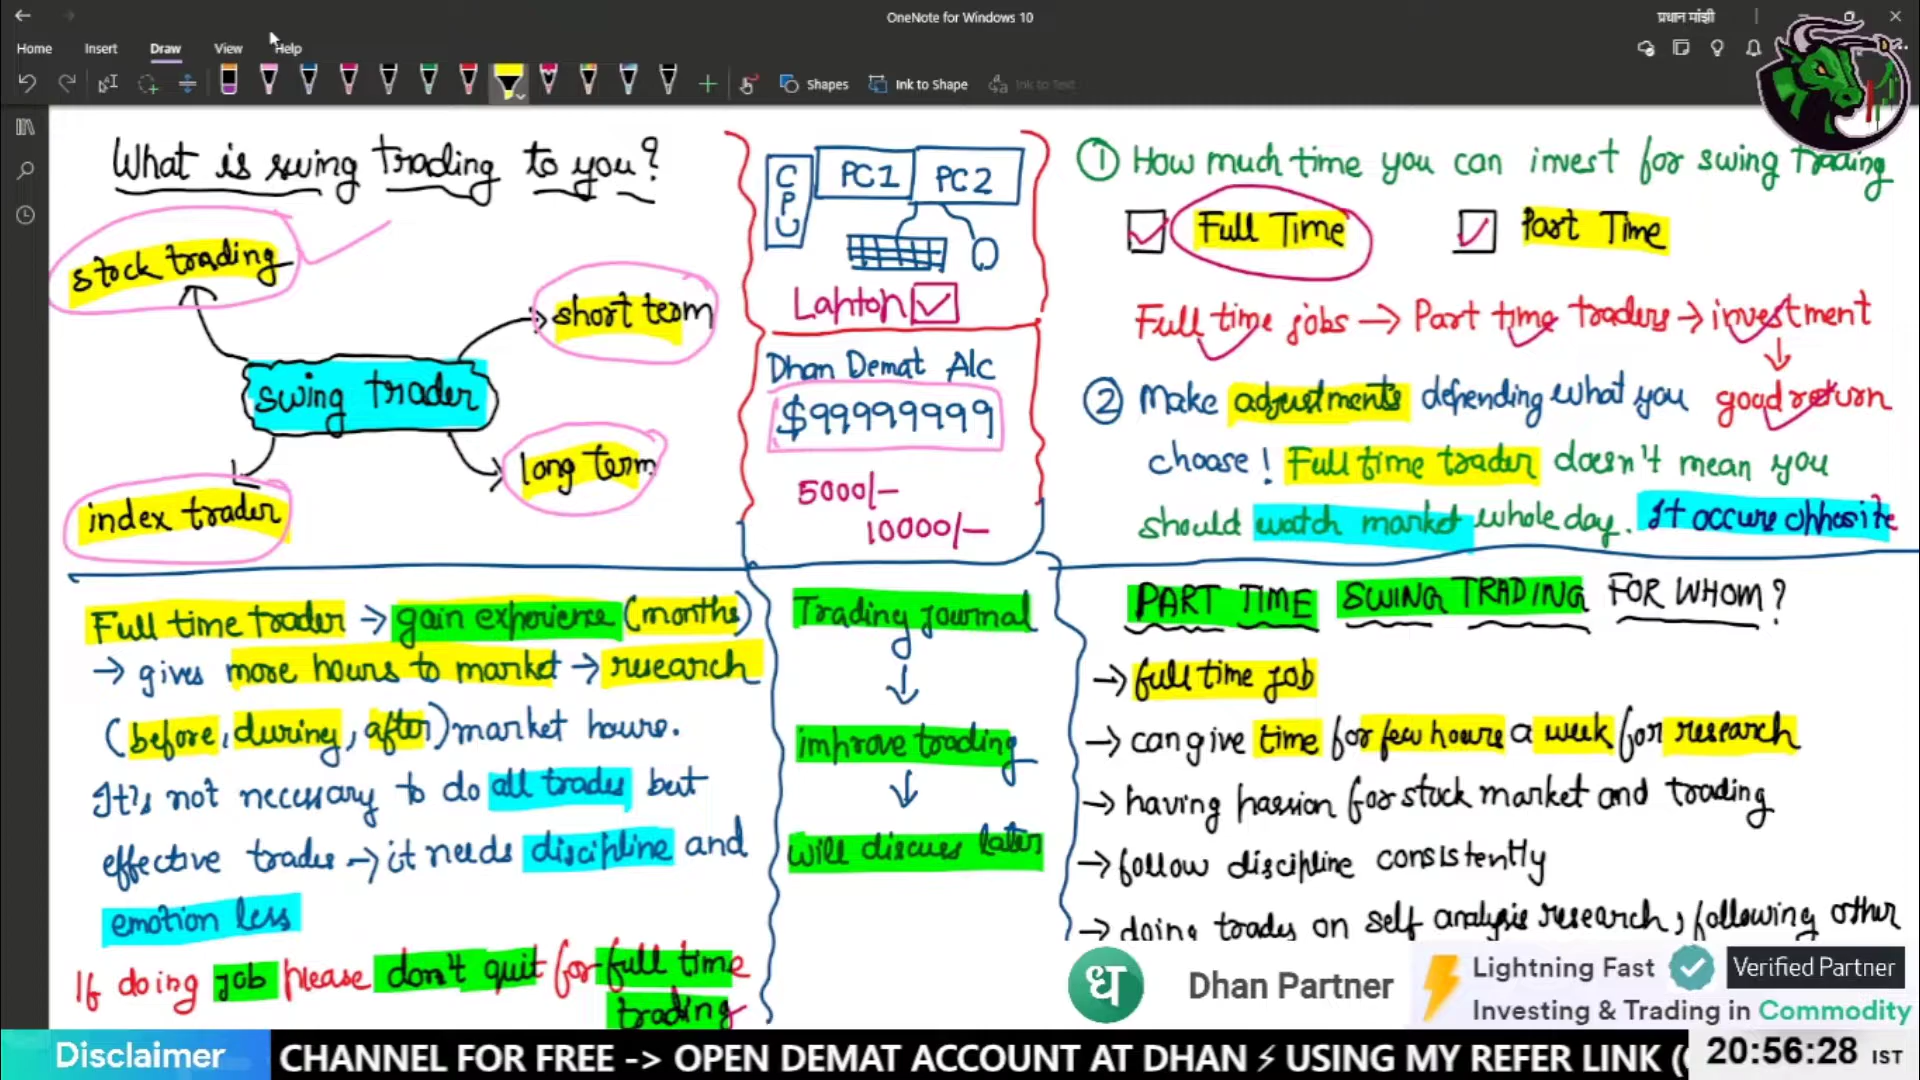 OneNote for Windows 10
प्रधान मांझी
Home Insert Draw View Help
Shapes Ink to Shape Ink to Text
What is swing trading to you?
stock trading
short term
swing trader
long term
index trader
CPU PC1 PC2
Laptop
Dhan Demat A/c
$99999999
5000/-
10000/-
① How much time you can invest for swing trading
Full Time Part Time
Full time jobs → Part time traders → investment
↓
② Make adjustments depending what you good return
choose! Full time trader doesn't mean you
should watch market whole day. It occurs opposite
Full time trader → gain experience (months)
→ gives more hours to market → research
(before, during, after) market hours.
It's not necessary to do all trades but
effective trades → it needs discipline and
emotion less
If doing job please don't quit for full time
trading
Trading Journal
↓
improve trading
↓
will discuss later
PART TIME SWING TRADING FOR WHOM?
→ full time job
→ can give time for few hours a week for research
→ having passion for stock market and trading
→ follow discipline consistently
→ doing trades on self analysis research, following other
ध Dhan Partner
Lightning Fast Verified Partner
Investing & Trading in Commodity
Disclaimer CHANNEL FOR FREE -> OPEN DEMAT ACCOUNT AT DHAN ⚡ USING MY REFER LINK (
20:56:28 IST